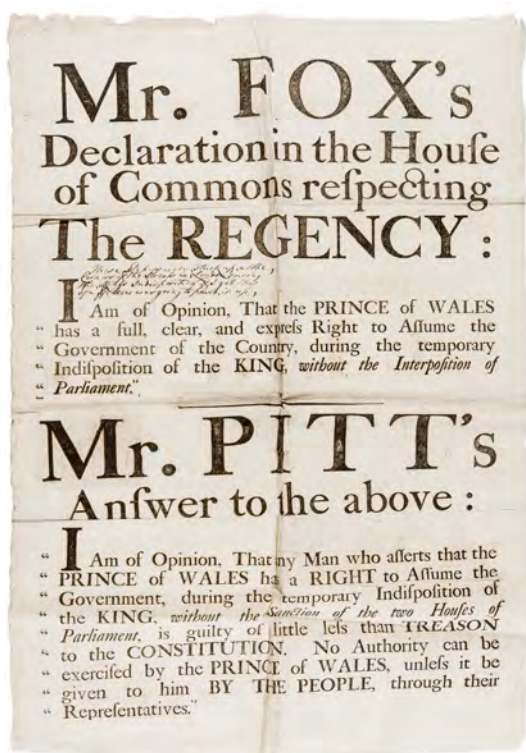 Mr. FOX's
Declaration in the Houſe
of Commons reſpecting
The REGENCY :
I Am of Opinion, That the PRINCE of WALES
“ has a full, clear, and expreſs Right to Aſſume the
“ Government of the Country, during the temporary
“ Indiſpoſition of the KING, without the Interpoſition of
“ Parliament.”
Mr. PITT's
Anſwer to the above :
“ I Am of Opinion, That any Man who aſſerts that the
“ PRINCE of WALES has a RIGHT to Aſſume the
“ Government, during the temporary Indiſpoſition of
“ the KING, without the Sanction of the two Houſes of
“ Parliament, is guilty of little leſs than TREASON
“ to the CONSTITUTION. No Authority can be
“ exerciſed by the PRINCE of WALES, unleſs it be
“ given to him BY THE PEOPLE, through their
“ Repreſentatives.”